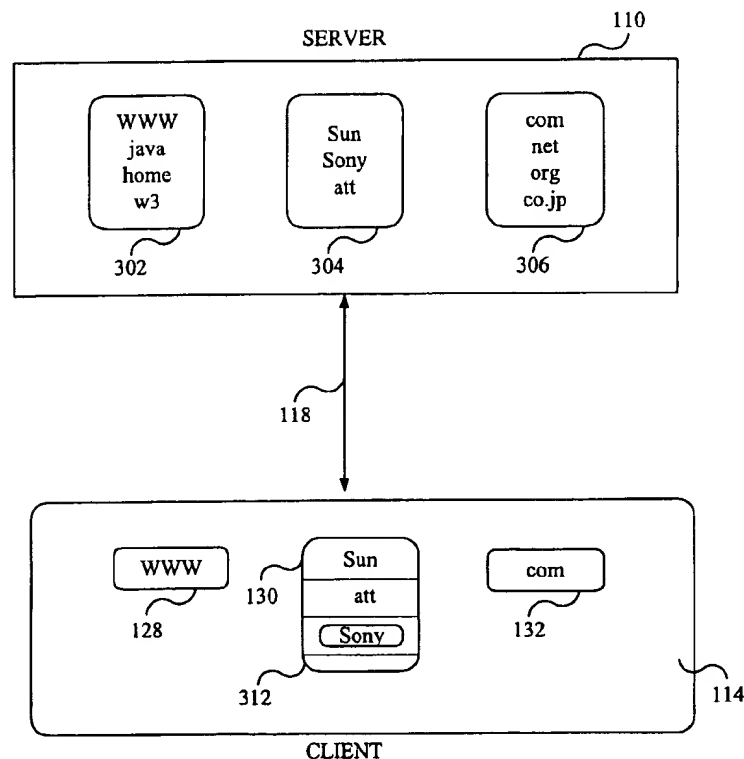 SERVER
110
WWW
java
home
w3
302
Sun
Sony
att
304
com
net
org
co.jp
306
118
WWW
128
130
Sun
att
Sony
312
com
132
114
CLIENT